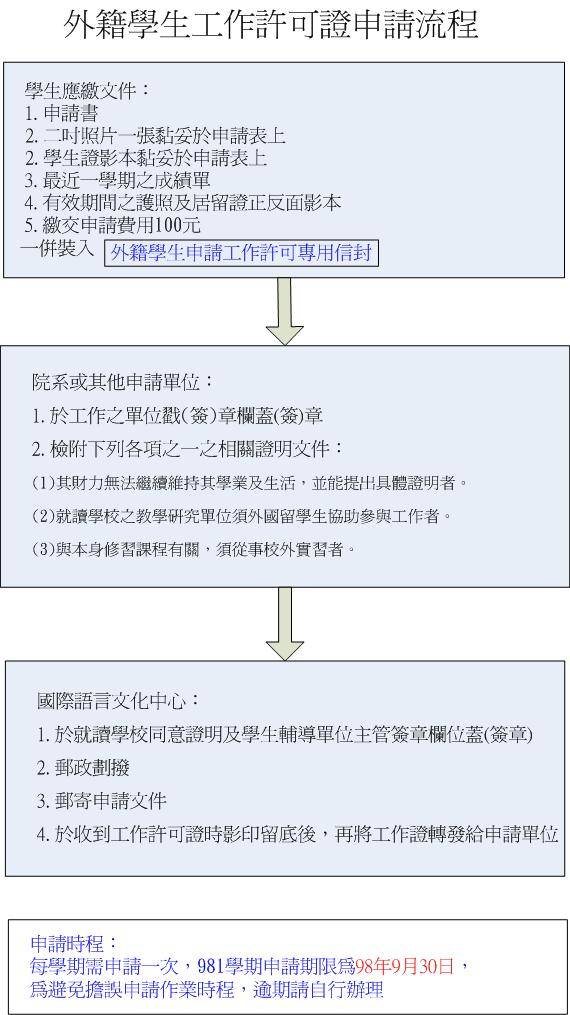 外籍學生工作許可證申請流程
學生應繳文件：
1. 申請書
2. 二吋照片一張黏妥於申請表上
2. 學生證影本黏妥於申請表上
3. 最近一學期之成績單
4. 有效期間之護照及居留證正反面影本
5. 繳交申請費用100元
一併裝入 外籍學生申請工作許可專用信封
院系或其他申請單位：
1. 於工作之單位戳(簽)章欄蓋(簽)章
2. 檢附下列各項之一之相關證明文件：
(1)其財力無法繼續維持其學業及生活，並能提出具體證明者。
(2)就讀學校之教學研究單位須外國留學生協助參與工作者。
(3)與本身修習課程有關，須從事校外實習者。
國際語言文化中心：
1. 於就讀學校同意證明及學生輔導單位主管簽章欄位蓋(簽章)
2. 郵政劃撥
3. 郵寄申請文件
4. 於收到工作許可證時影印留底後，再將工作證轉發給申請單位
申請時程：
每學期需申請一次，981學期申請期限為98年9月30日，
為避免擔誤申請作業時程，逾期請自行辦理